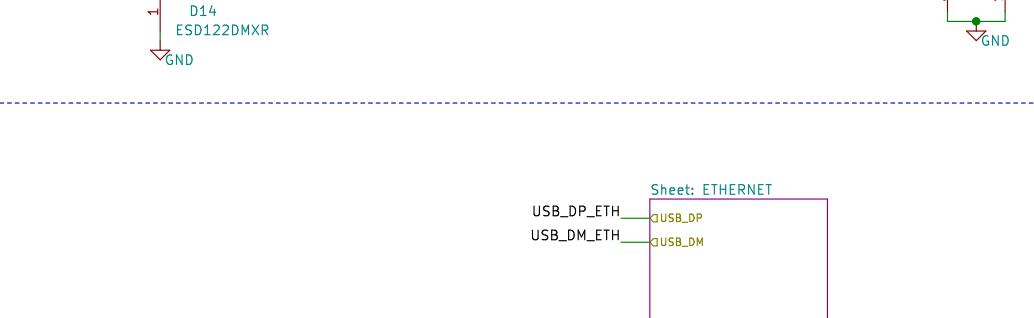 1
D14
ESD122DMXR
GND
GND
Sheet: ETHERNET
USB_DP_ETH
USB_DP
USB_DM_ETH
USB_DM